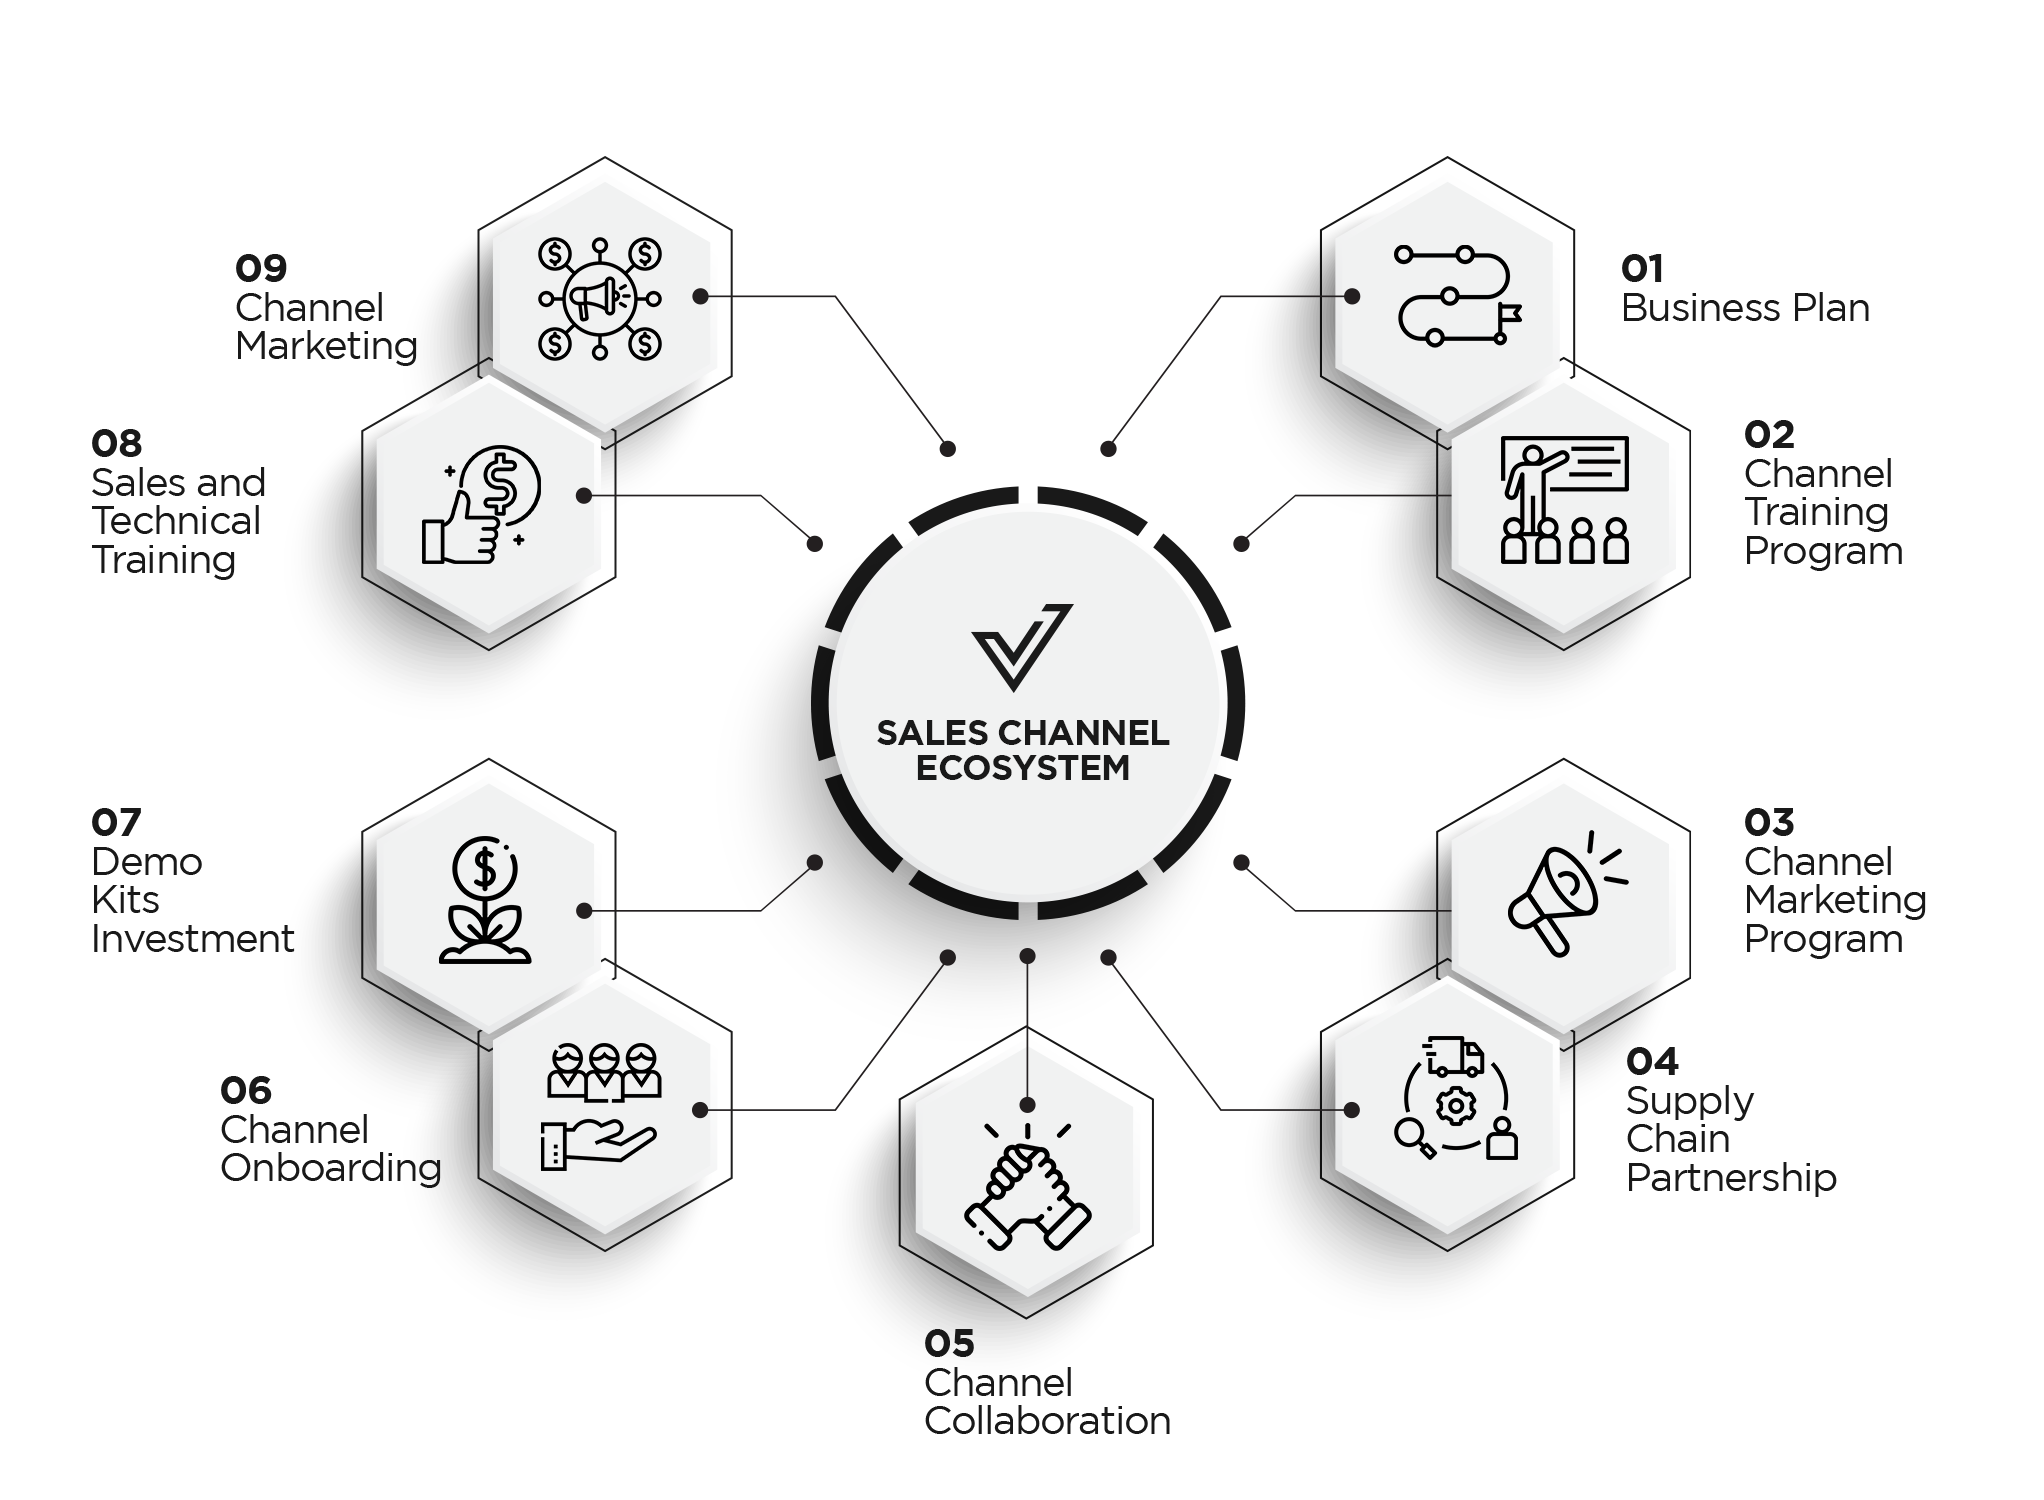 SALES CHANNEL
ECOSYSTEM
01
Business Plan
02
Channel
Training
Program
03
Channel
Marketing
Program
04
Supply
Chain
Partnership
05
Channel
Collaboration
06
Channel
Onboarding
07
Demo
Kits
Investment
08
Sales and
Technical
Training
09
Channel
Marketing